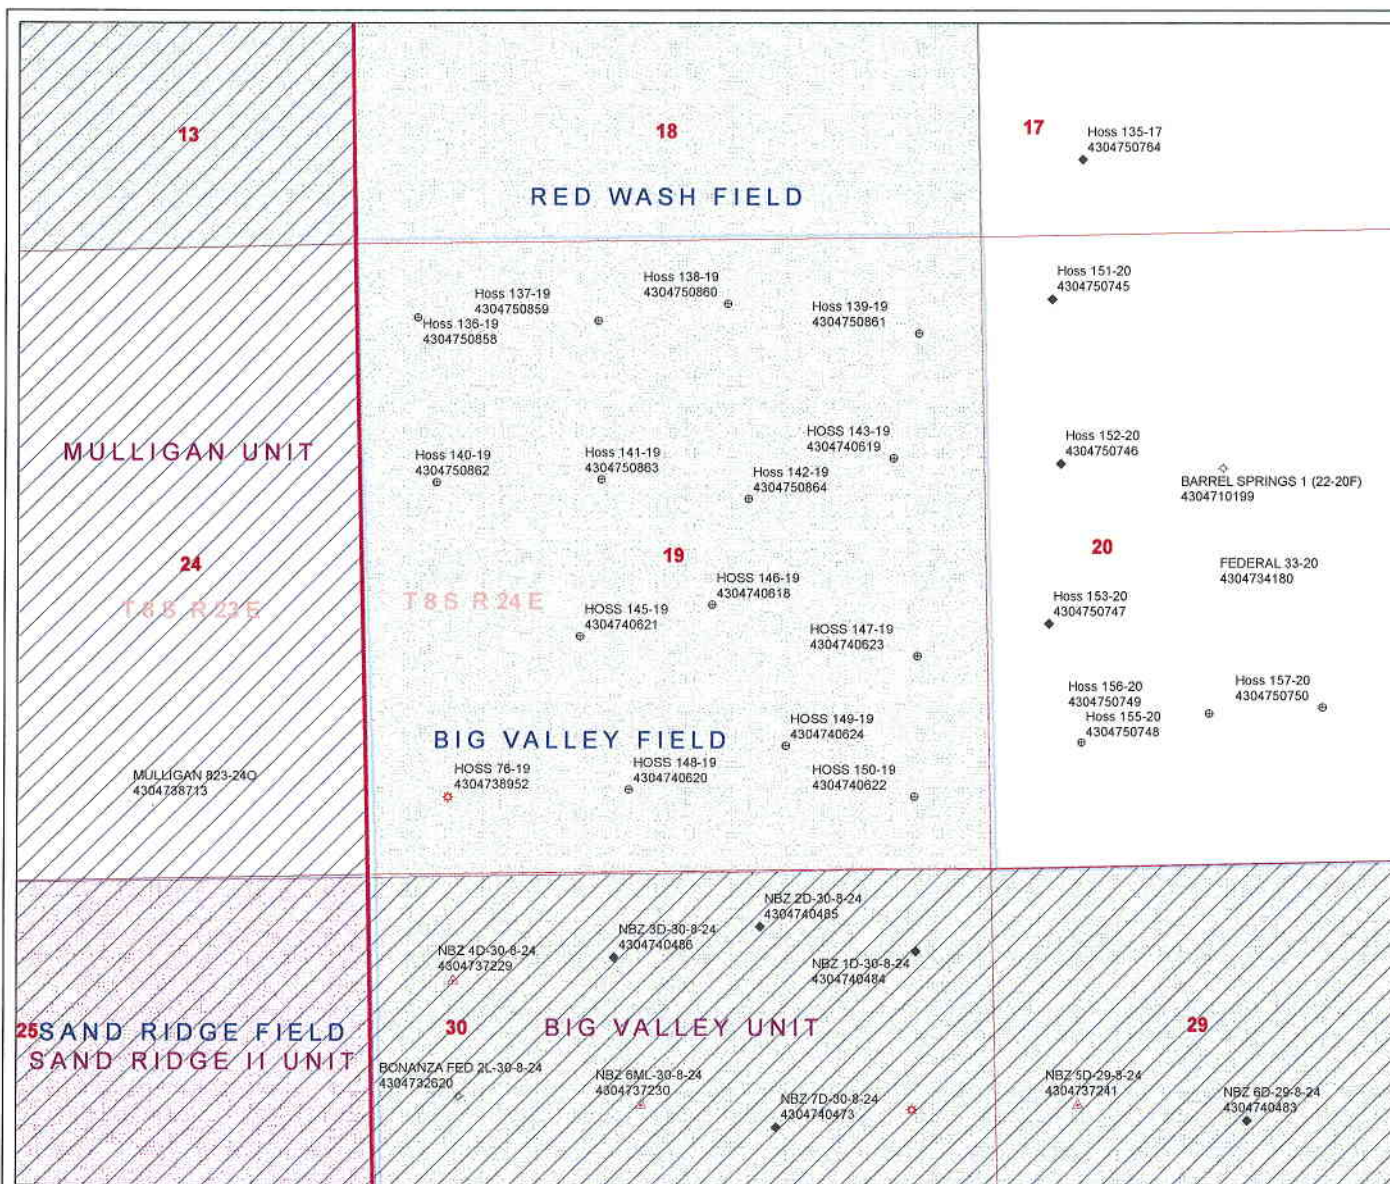 13
18
17
Hoss 135-17
4304750764
RED WASH FIELD
Hoss 137-19
4304750859
Hoss 138-19
4304750860
Hoss 139-19
4304750861
Hoss 136-19
4304750858
Hoss 151-20
4304750745
MULLIGAN UNIT
Hoss 140-19
4304750862
Hoss 141-19
4304750863
HOSS 143-19
4304740619
Hoss 142-19
4304750864
Hoss 152-20
4304750746
BARREL SPRINGS 1 (22-20F)
4304710199
24
T 8 S R 23 E
19
T 8 S R 24 E
20
FEDERAL 33-20
4304734180
HOSS 146-19
4304740618
HOSS 145-19
4304740621
HOSS 147-19
4304740623
Hoss 153-20
4304750747
Hoss 156-20
4304750749
Hoss 155-20
4304750748
Hoss 157-20
4304750750
HOSS 149-19
4304740624
BIG VALLEY FIELD
HOSS 76-19
4304738952
HOSS 148-19
4304740620
HOSS 150-19
4304740622
MULLIGAN 823-24O
4304738713
NBZ 2D-30-8-24
4304740485
NBZ 3D-30-8-24
4304740486
NBZ 4D-30-8-24
4304737229
NBZ 1D-30-8-24
4304740484
25
SAND RIDGE FIELD
SAND RIDGE II UNIT
30
BIG VALLEY UNIT
29
BONANZA FED 2L-30-8-24
4304732620
NBZ 6ML-30-8-24
4304737230
NBZ 7D-30-8-24
4304740473
NBZ 5D-29-8-24
4304737241
NBZ 6D-29-8-24
4304740483